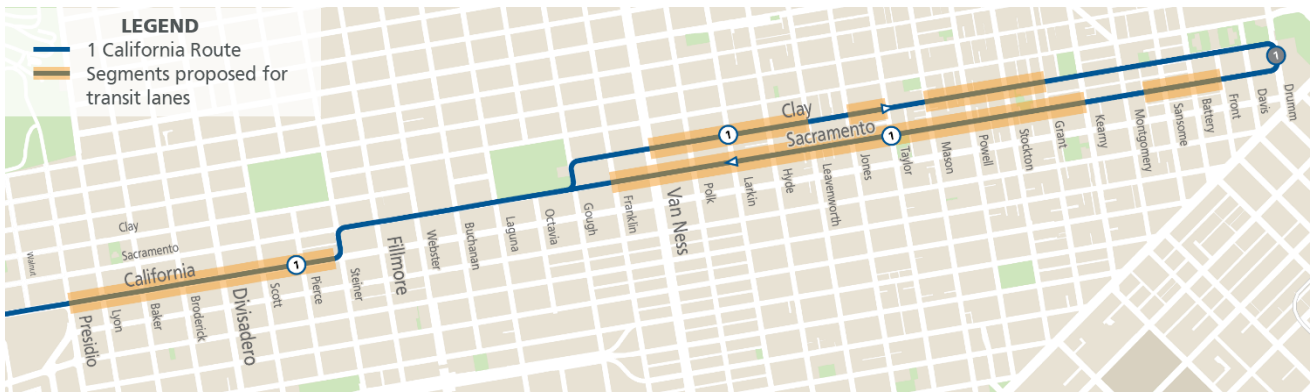 LEGEND
1 California Route
Segments proposed for
transit lanes
1
Clay
Sacramento
1
1
Drumm
Davis
Front
Battery
Sansome
Montgomery
Kearny
Grant
Stockton
Powell
Mason
Taylor
Jones
Leavenworth
Hyde
Larkin
Polk
Van Ness
Franklin
Gough
Octavia
Laguna
Buchanan
Webster
Fillmore
Steiner
Clay
Sacramento
California
1
Walnut
Presidio
Lyon
Baker
Broderick
Divisadero
Scott
Pierce